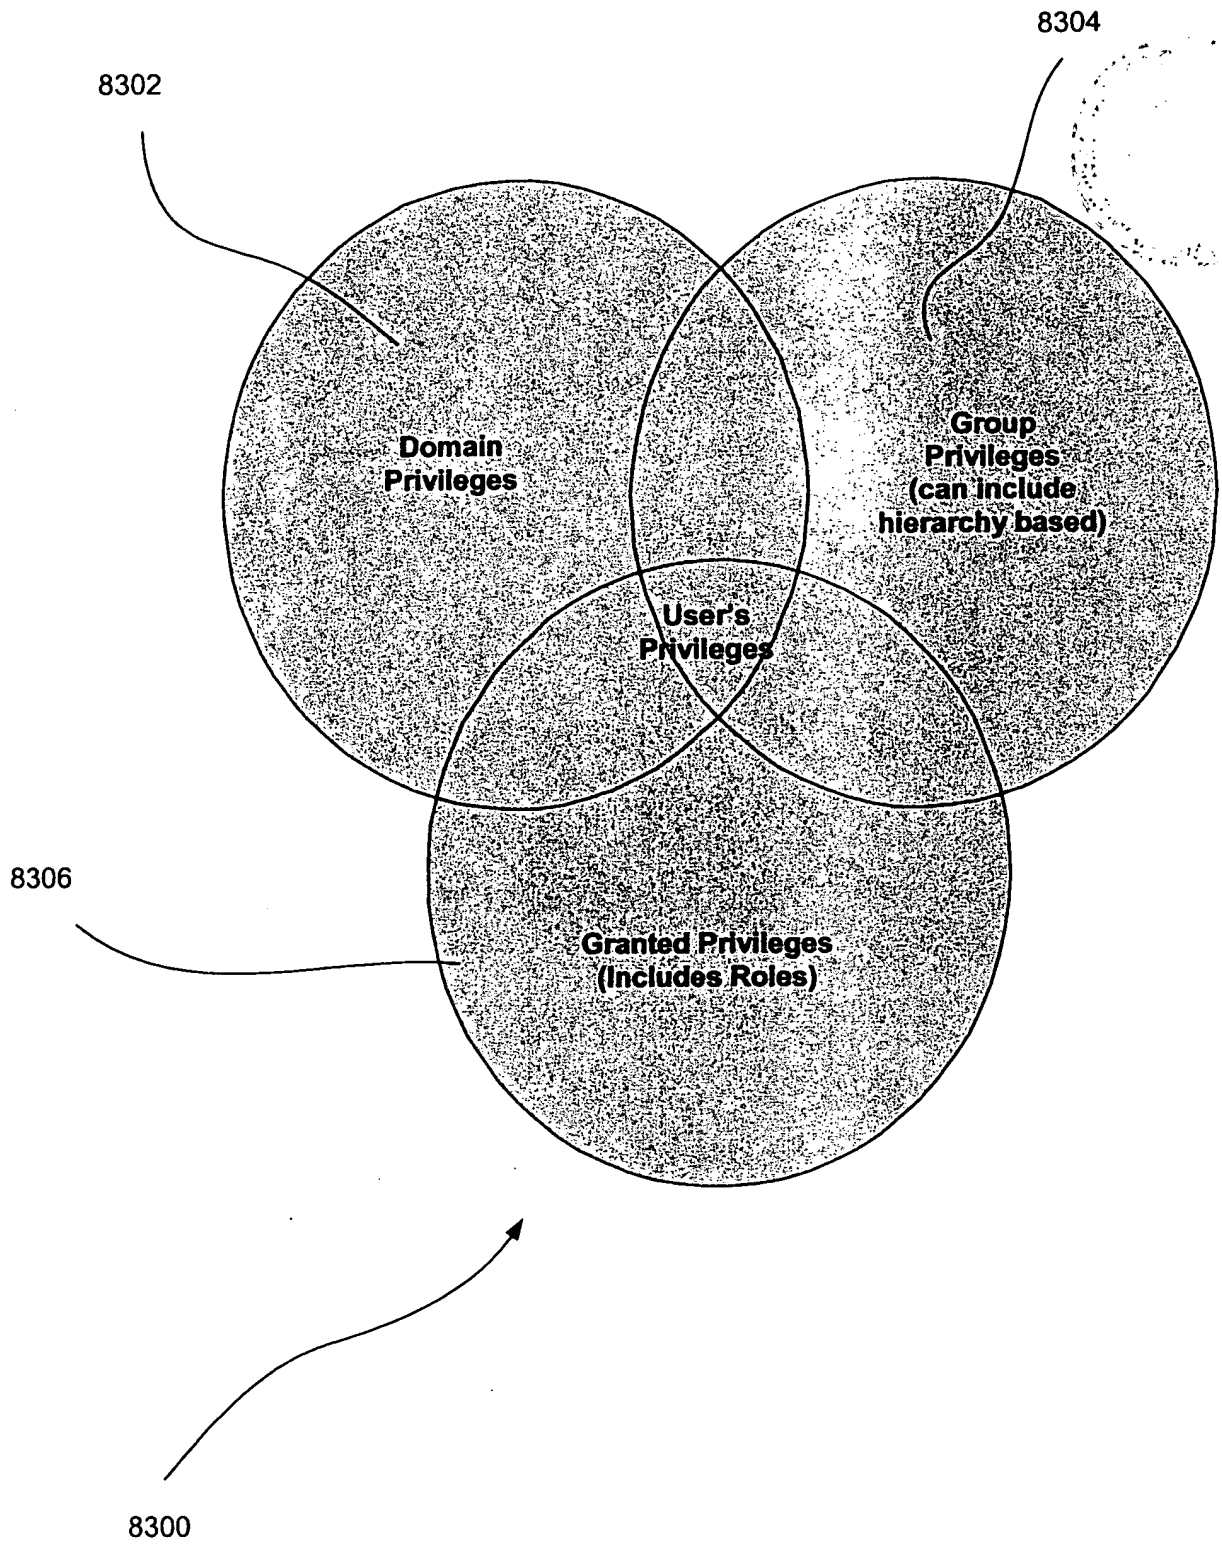 8304
8302
Domain
Privileges
Group
Privileges
(can include
hierarchy based)
User's
Privileges
8306
Granted Privileges
(Includes Roles)
8300